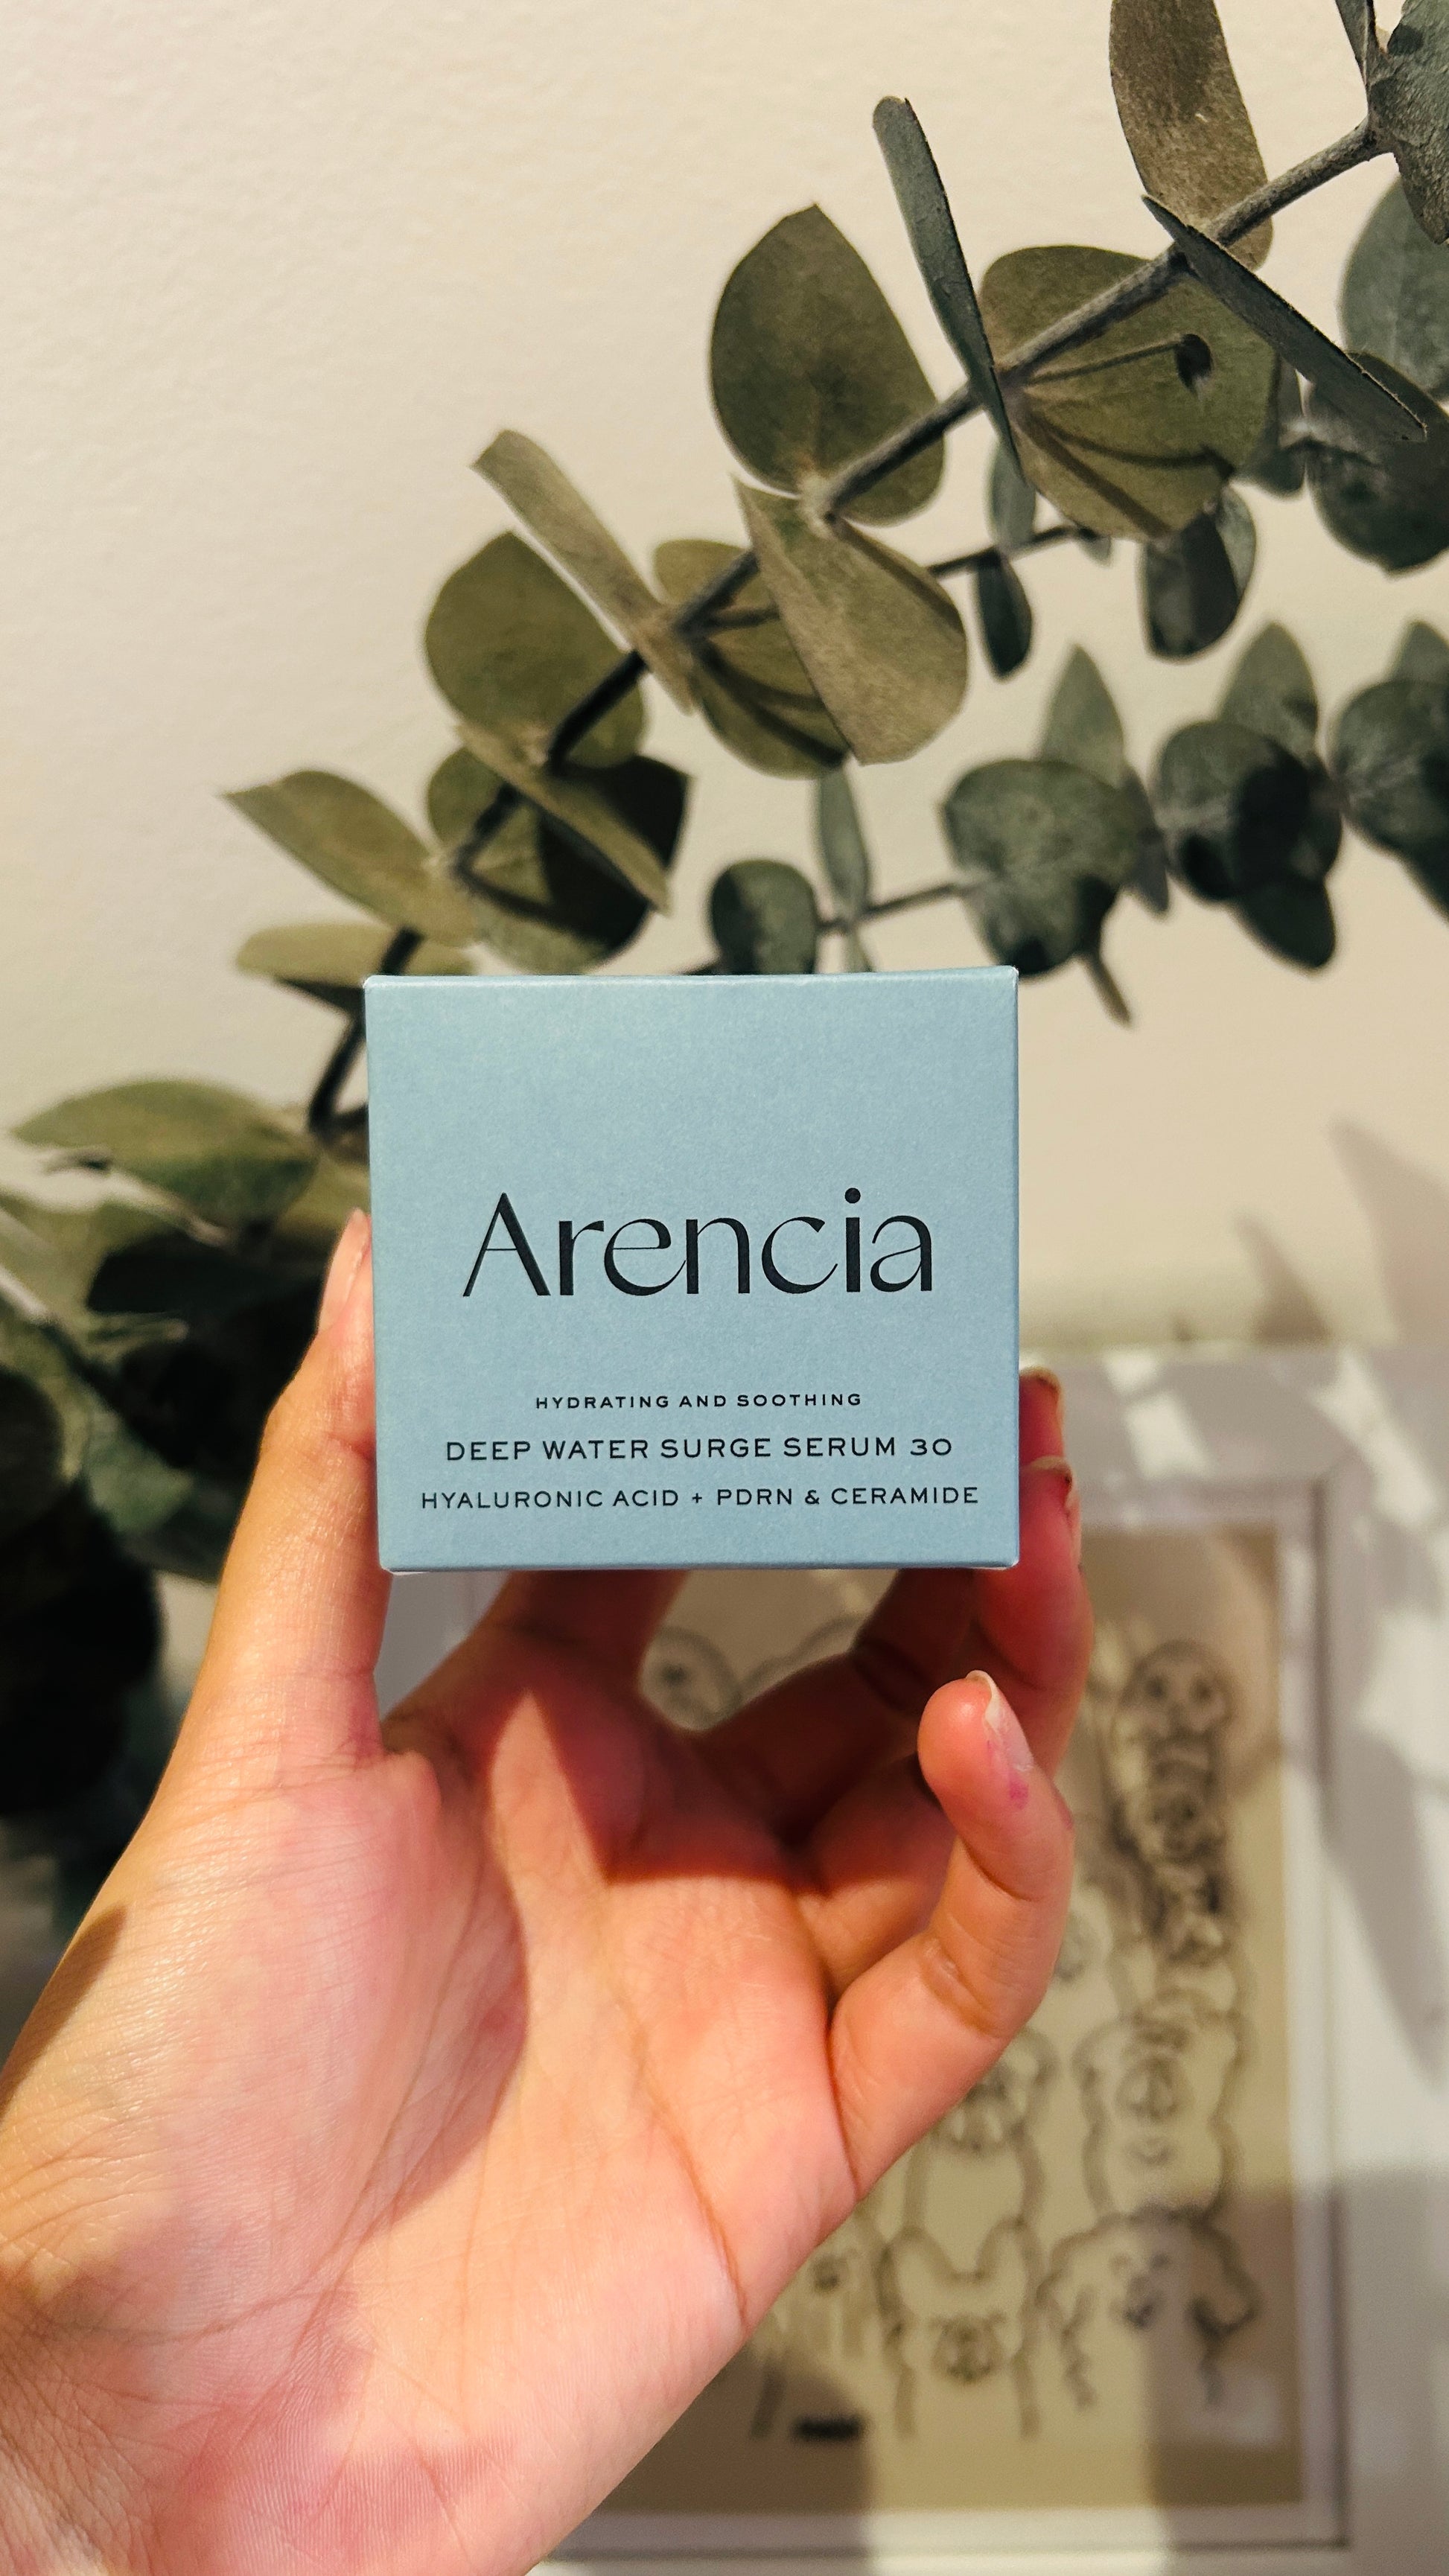 Arencia
HYDRATING AND SOOTHING
DEEP WATER SURGE SERUM 30
HYALURONIC ACID + PDRN & CERAMIDE